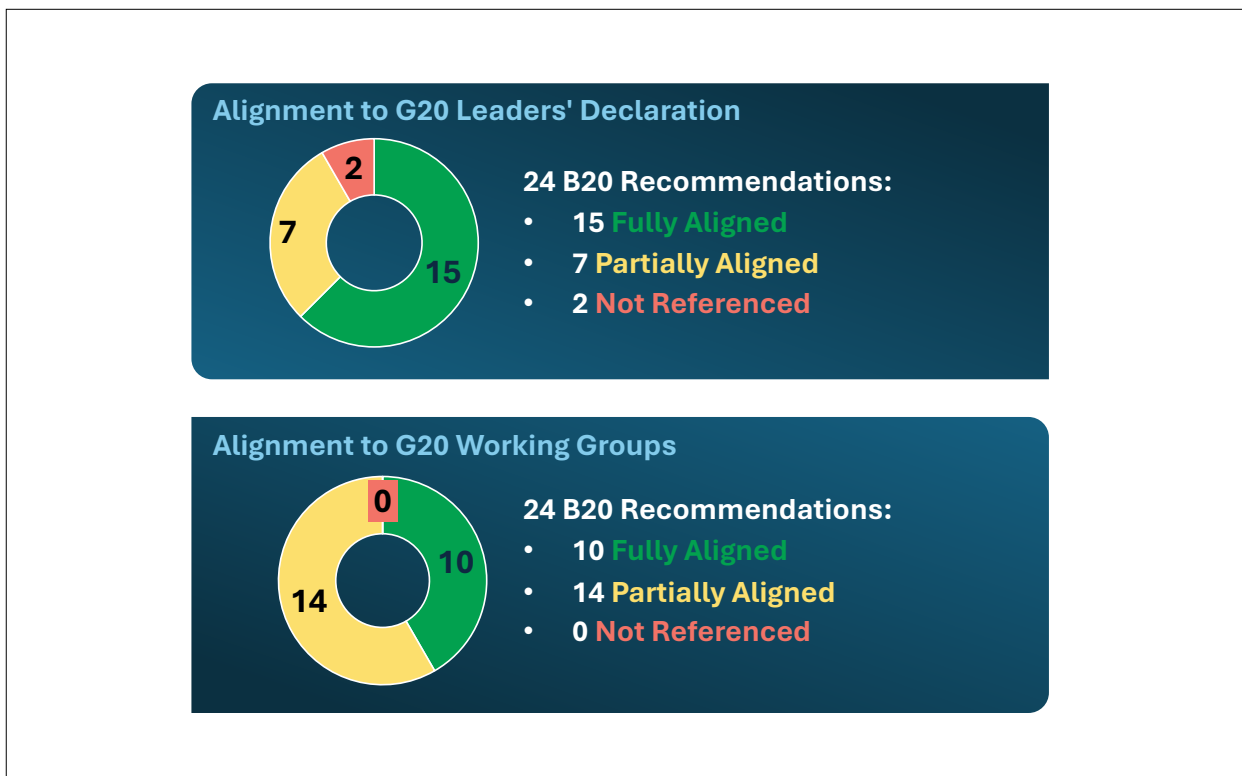 Alignment to G20 Leaders' Declaration
2
7
15
24 B20 Recommendations:
• 15 Fully Aligned
• 7 Partially Aligned
• 2 Not Referenced
Alignment to G20 Working Groups
0
10
14
24 B20 Recommendations:
• 10 Fully Aligned
• 14 Partially Aligned
• 0 Not Referenced